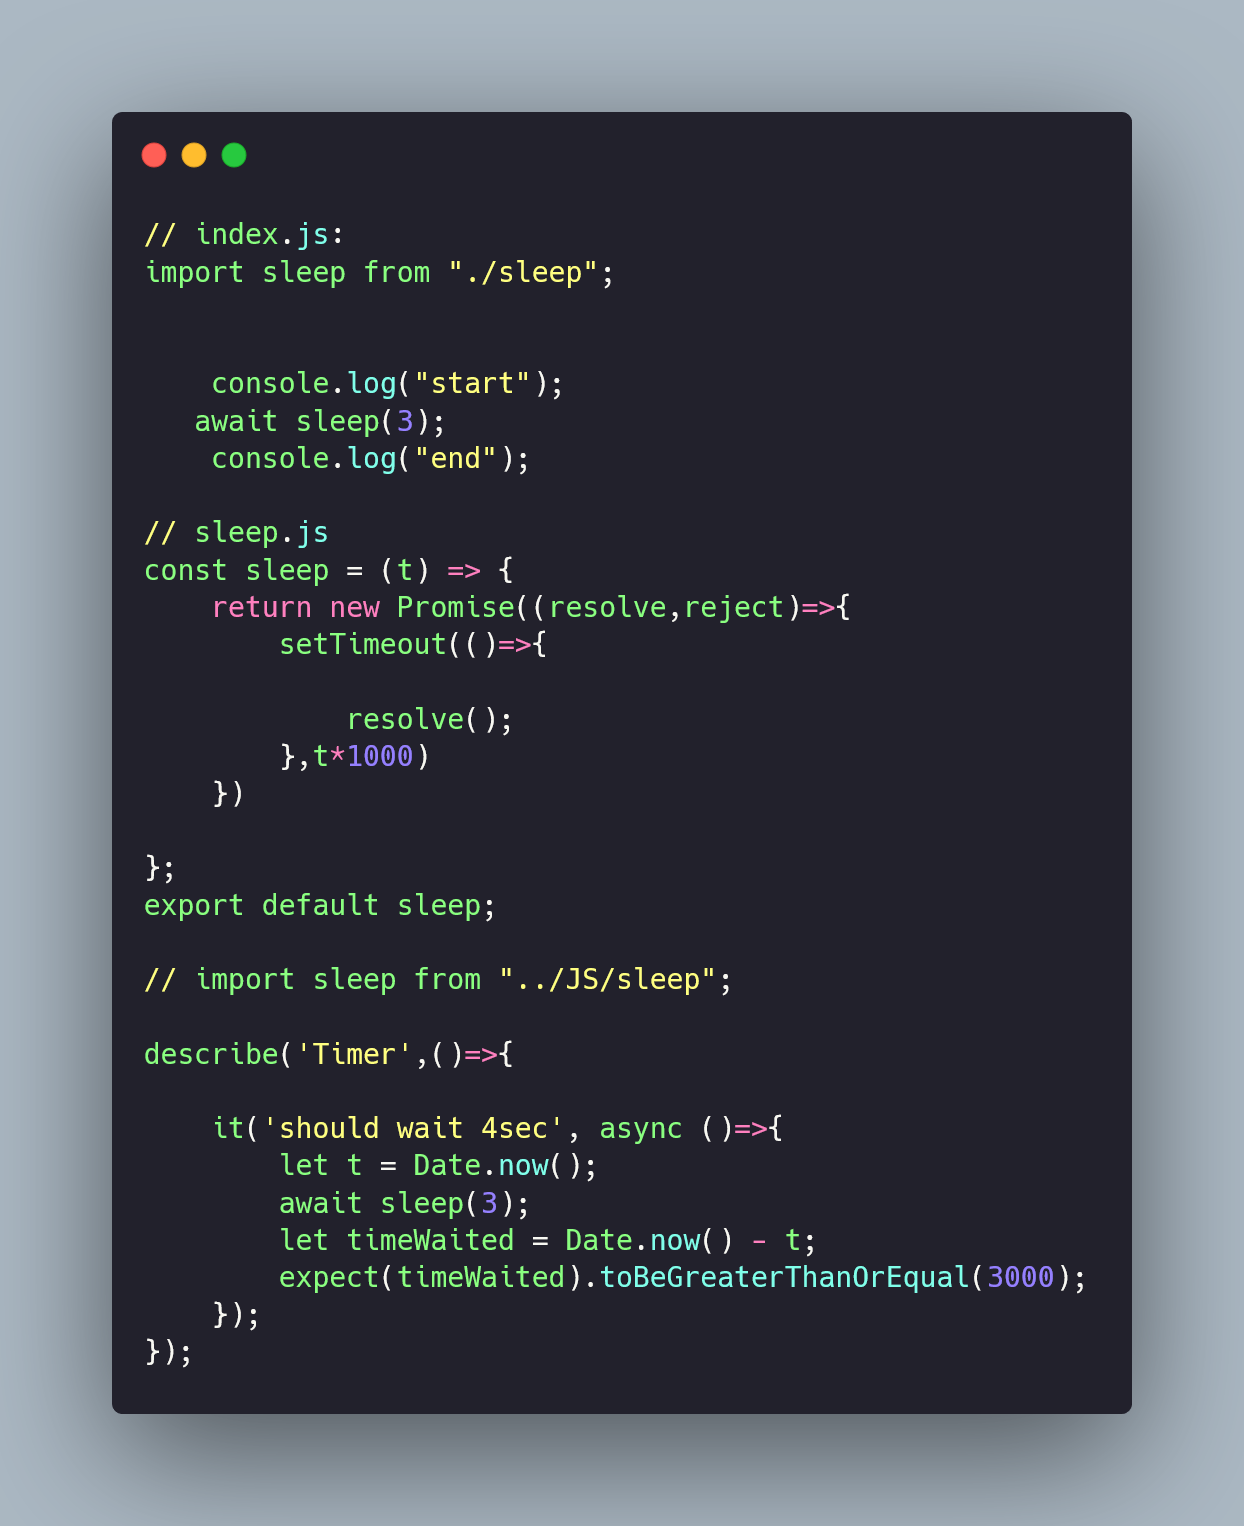 // index.js:
import sleep from "./sleep";
console.log("start");
await sleep(3);
console.log("end");
// sleep.js
const sleep = (t) => {
return new Promise((resolve,reject)=>{
setTimeout(()=>{
resolve();
},t*1000)
})
};
export default sleep;
// import sleep from "../JS/sleep";
describe('Timer',()=>{
it('should wait 4sec', async ()=>{
let t = Date.now();
await sleep(3);
let timeWaited = Date.now() - t;
expect(timeWaited).toBeGreaterThanOrEqual(3000);
});
});